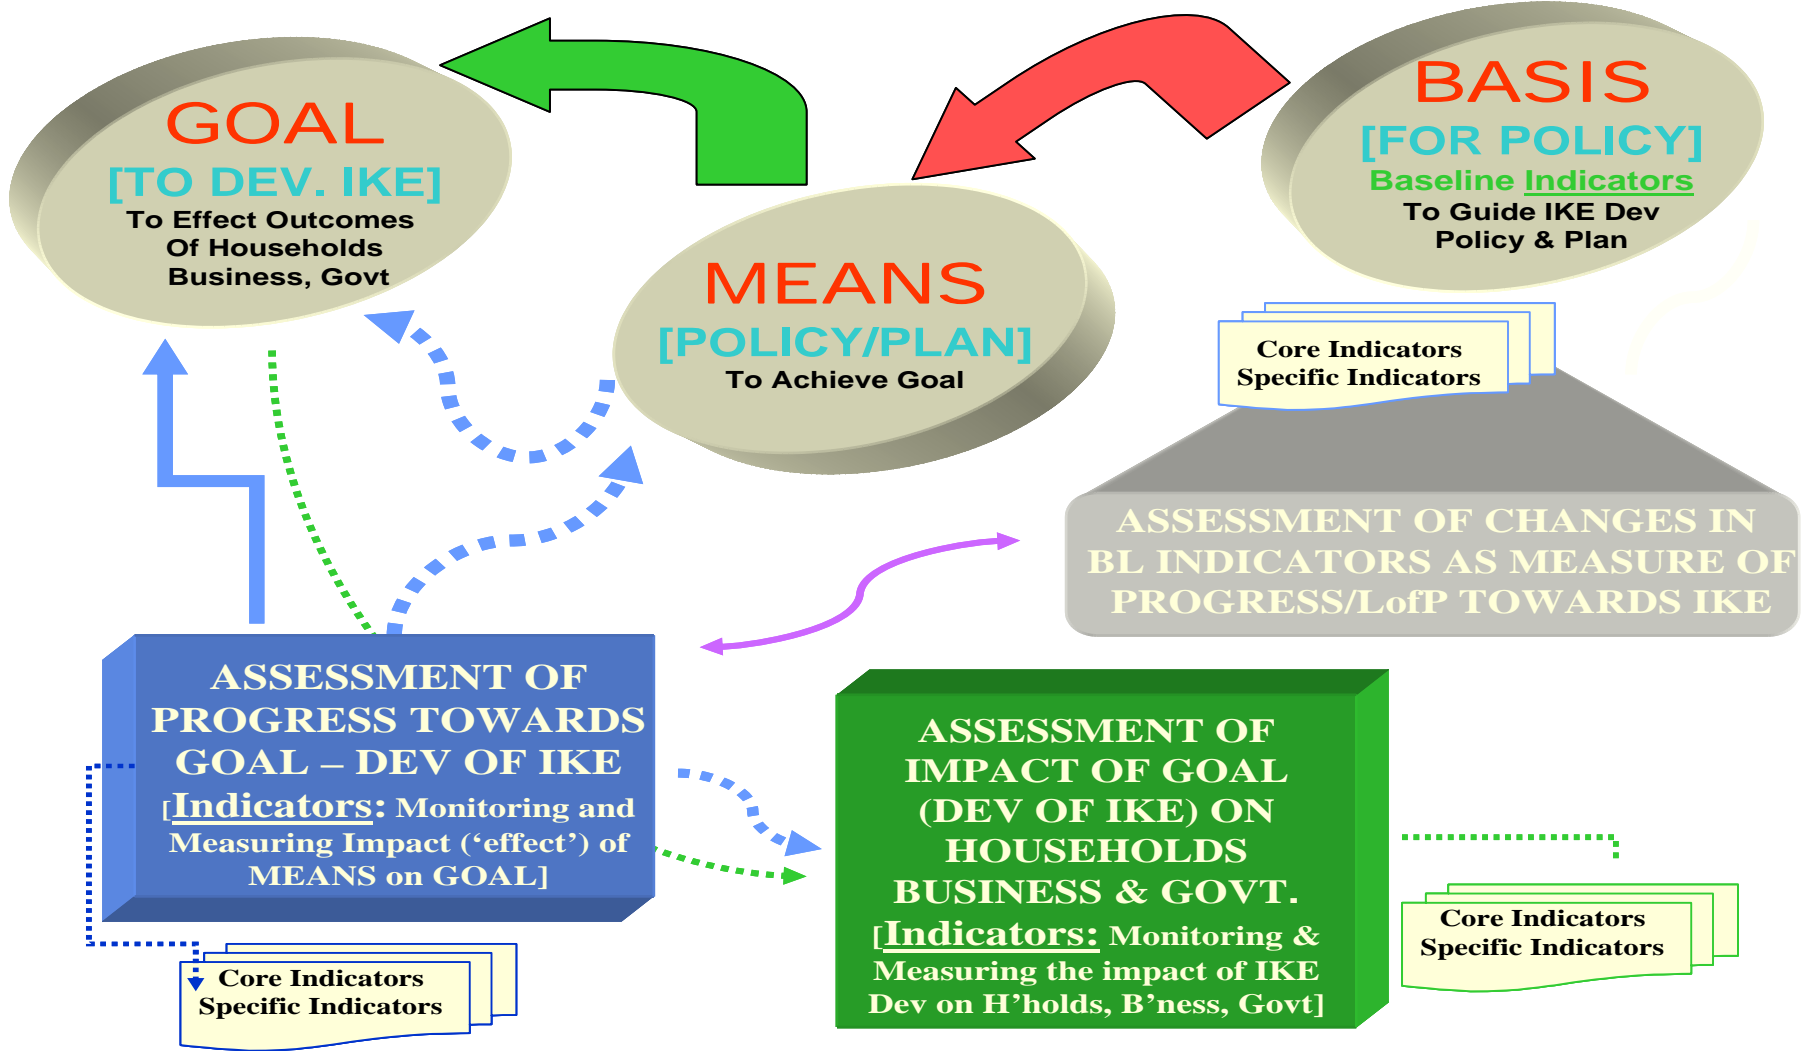 GOAL
[TO DEV. IKE]
To Effect Outcomes
Of Households
Business, Govt
MEANS
[POLICY/PLAN]
To Achieve Goal
BASIS
[FOR POLICY]
Baseline Indicators
To Guide IKE Dev
Policy & Plan
Core Indicators
Specific Indicators
ASSESSMENT OF CHANGES IN
BL INDICATORS AS MEASURE OF
PROGRESS/LofP TOWARDS IKE
ASSESSMENT OF
PROGRESS TOWARDS
GOAL – DEV OF IKE
[Indicators: Monitoring and
Measuring Impact (‘effect’) of
MEANS on GOAL]
Core Indicators
Specific Indicators
ASSESSMENT OF
IMPACT OF GOAL
(DEV OF IKE) ON
HOUSEHOLDS
BUSINESS & GOVT.
[Indicators: Monitoring &
Measuring the impact of IKE
Dev on H’holds, B’ness, Govt]
Core Indicators
Specific Indicators